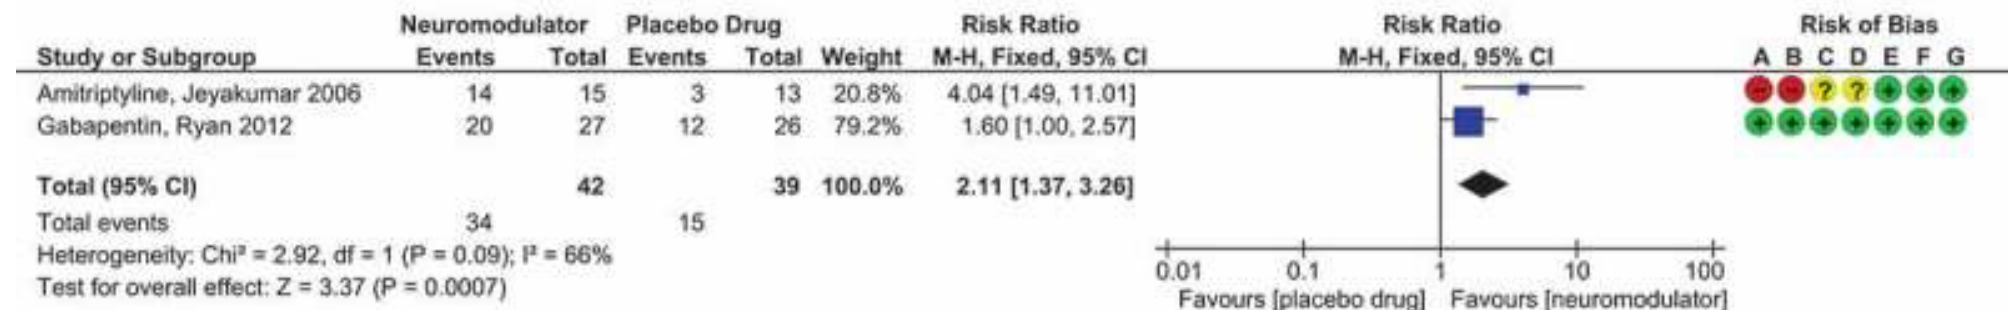 Neuromodulator Placebo Drug Risk Ratio Risk Ratio Risk of Bias
Study or Subgroup Events Total Events Total Weight M-H, Fixed, 95% CI M-H, Fixed, 95% CI A B C D E F G
Amitriptyline, Jeyakumar 2006 14 15 3 13 20.8% 4.04 [1.49, 11.01] - - ? ? + + +
Gabapentin, Ryan 2012 20 27 12 26 79.2% 1.60 [1.00, 2.57] + + + + + + +
Total (95% CI) 42 39 100.0% 2.11 [1.37, 3.26]
Total events 34 15
Heterogeneity: Chi² = 2.92, df = 1 (P = 0.09); I² = 66%
Test for overall effect: Z = 3.37 (P = 0.0007)
0.01 0.1 1 10 100
Favours [placebo drug] Favours [neuromodulator]